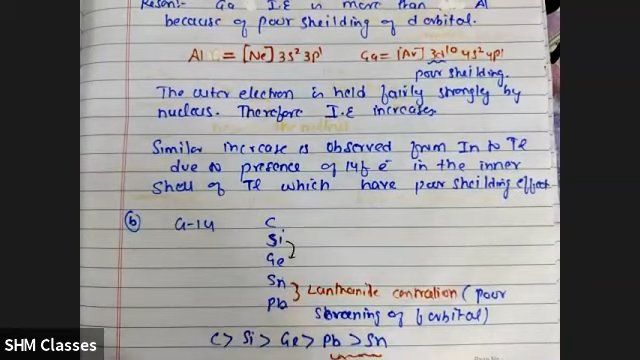 Reason:- Ga I.E is more than Al
because of poor sheilding of d orbital.
Al = [Ne] 3s² 3p¹ Ga = [Ar] 3d¹⁰ 4s² 4p¹
poor sheilding.
The outer electron is held fairly strongly by
nucleus. Therefore I.E increases
Similar increase is observed from In to Tl
due to presence of 14f e⁻ in the inner
shell of Tl which have poor sheilding effect
(b) G-14 C
Si
Ge
Sn
Pb
Lanthanide contraction (poor
screening of f orbital)
C > Si > Ge > Pb > Sn
SHM Classes